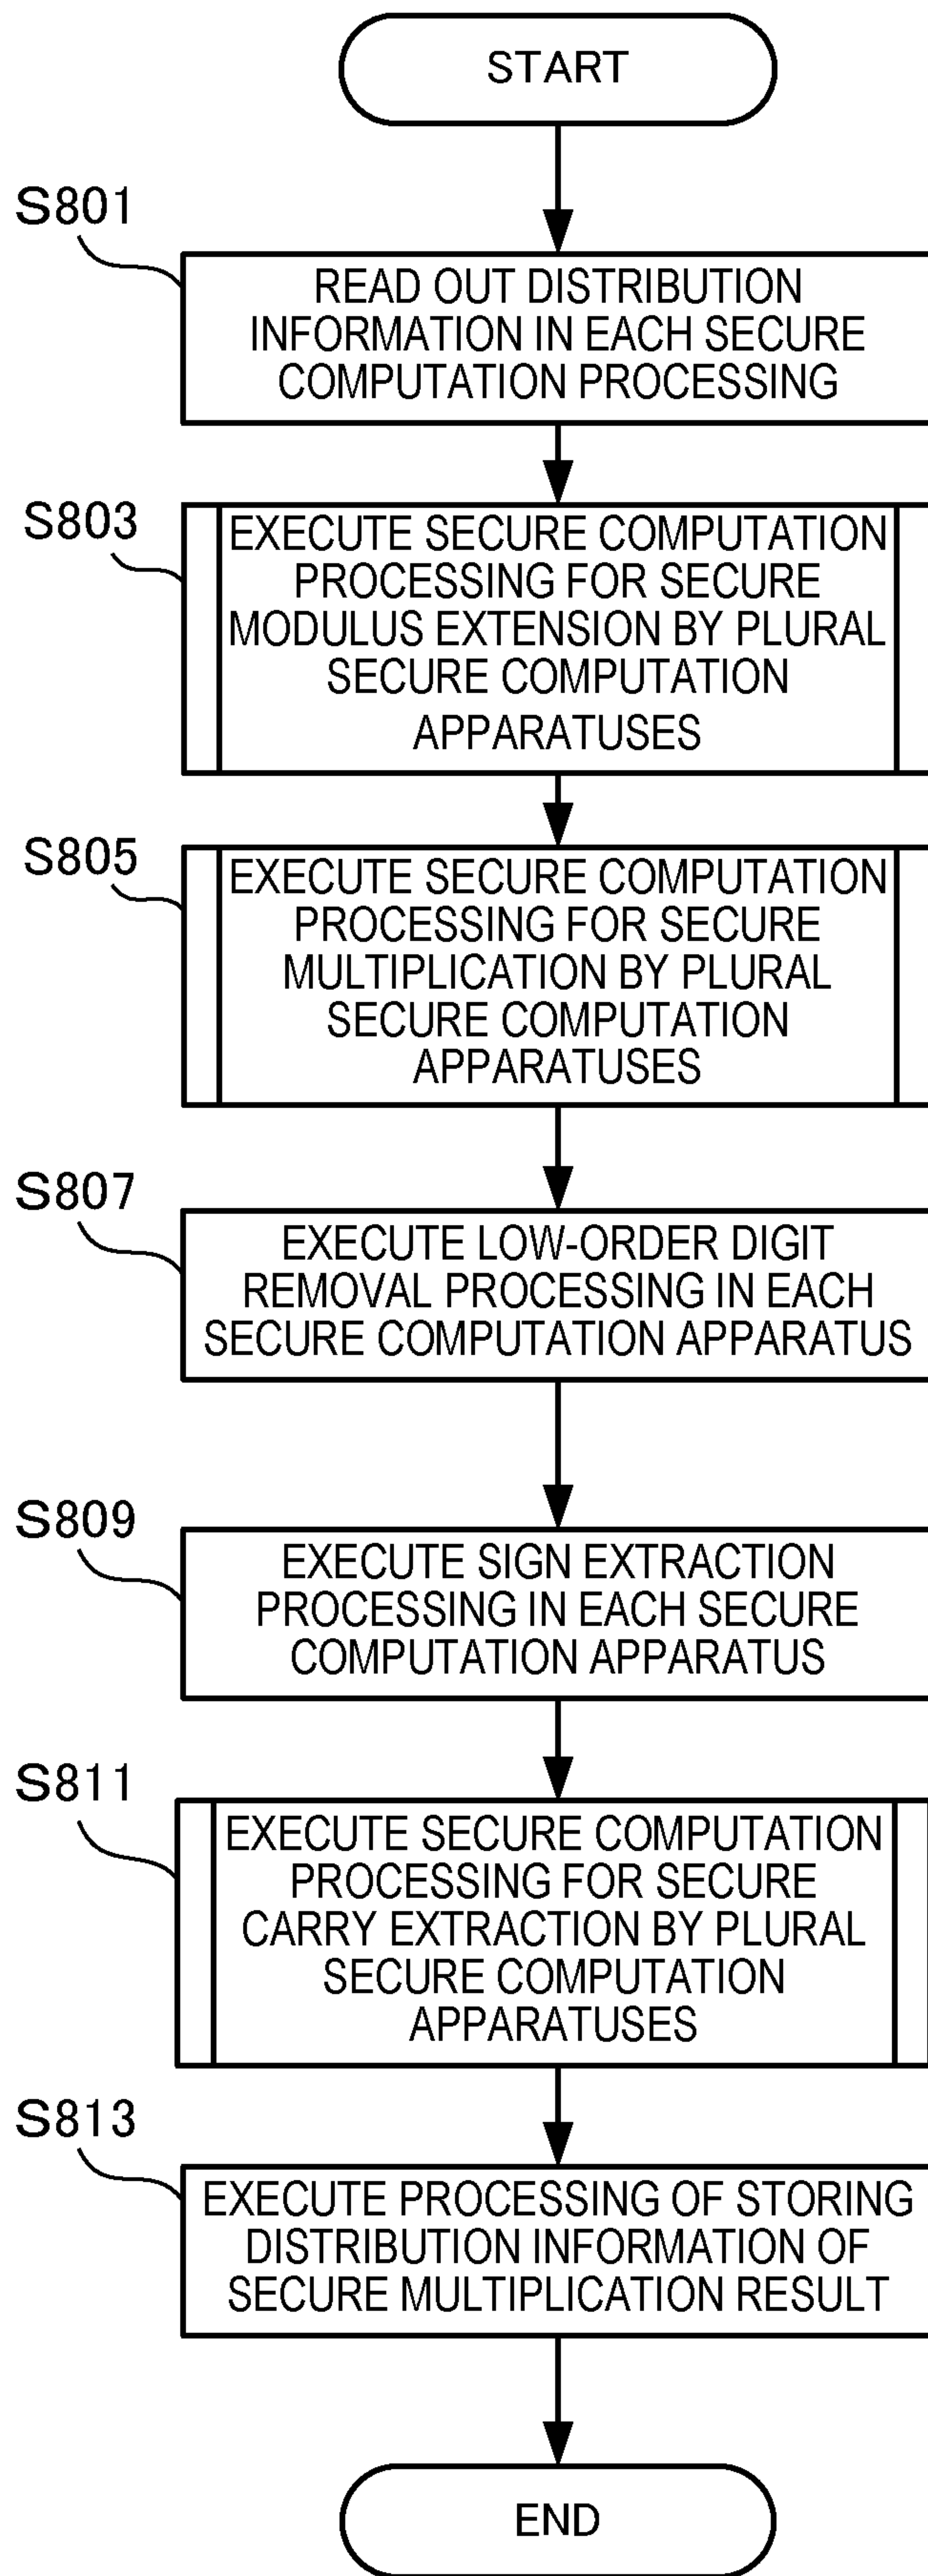 START
S801
READ OUT DISTRIBUTION
INFORMATION IN EACH SECURE
COMPUTATION PROCESSING
S803
EXECUTE SECURE COMPUTATION
PROCESSING FOR SECURE
MODULUS EXTENSION BY PLURAL
SECURE COMPUTATION
APPARATUSES
S805
EXECUTE SECURE COMPUTATION
PROCESSING FOR SECURE
MULTIPLICATION BY PLURAL
SECURE COMPUTATION
APPARATUSES
S807
EXECUTE LOW-ORDER DIGIT
REMOVAL PROCESSING IN EACH
SECURE COMPUTATION APPARATUS
S809
EXECUTE SIGN EXTRACTION
PROCESSING IN EACH SECURE
COMPUTATION APPARATUS
S811
EXECUTE SECURE COMPUTATION
PROCESSING FOR SECURE
CARRY EXTRACTION BY PLURAL
SECURE COMPUTATION
APPARATUSES
S813
EXECUTE PROCESSING OF STORING
DISTRIBUTION INFORMATION OF
SECURE MULTIPLICATION RESULT
END